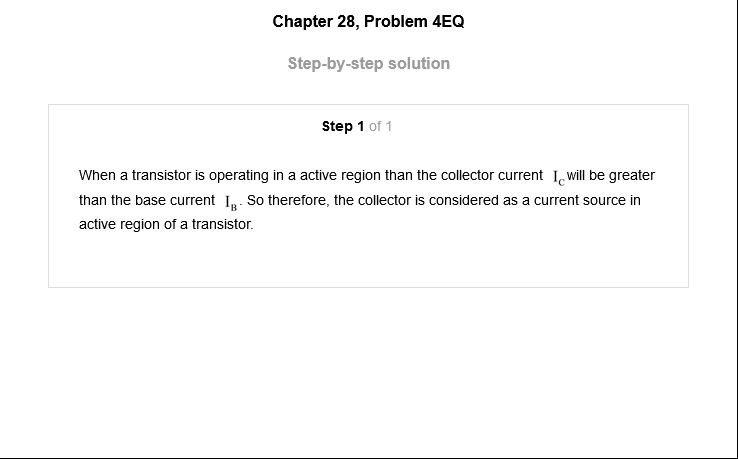 Chapter 28, Problem 4EQ
Step-by-step solution
Step 1 of 1
When a transistor is operating in a active region than the collector current I_C will be greater
than the base current I_B. So therefore, the collector is considered as a current source in
active region of a transistor.